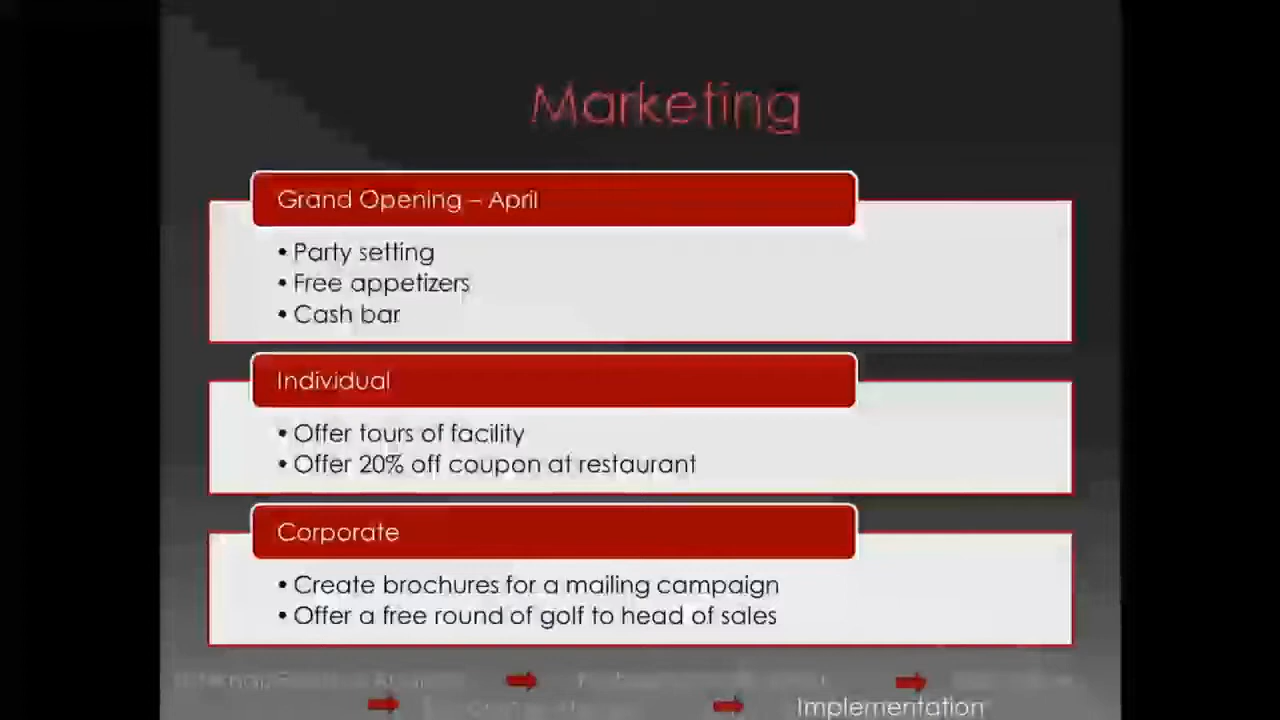 Marketing
Grand Opening – April
• Party setting
• Free appetizers
• Cash bar
Individual
• Offer tours of facility
• Offer 20% off coupon at restaurant
Corporate
• Create brochures for a mailing campaign
• Offer a free round of golf to head of sales
Implementation